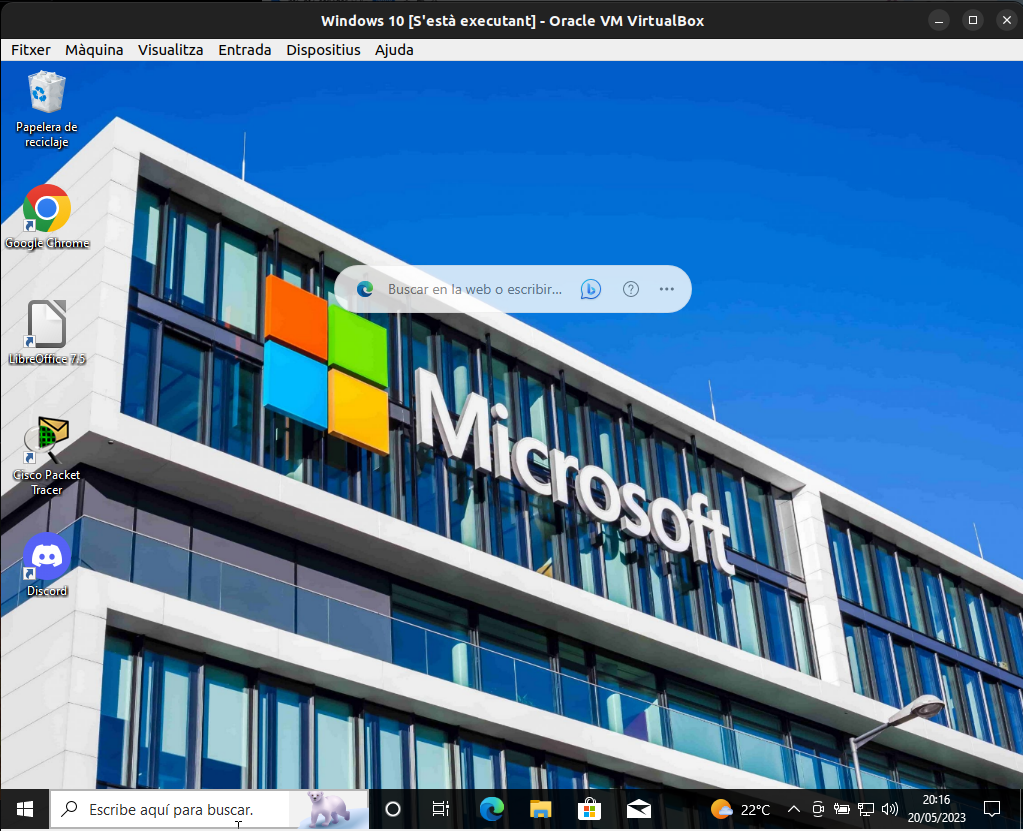 Windows 10 [S'està executant] - Oracle VM VirtualBox
Fitxer Màquina Visualitza Entrada Dispositius Ajuda
Papelera de
reciclaje
Google Chrome
Buscar en la web o escribir...
LibreOffice 7.5
Microsoft
Cisco Packet
Tracer
Discord
Escribe aquí para buscar.
22°C
20:16
20/05/2023